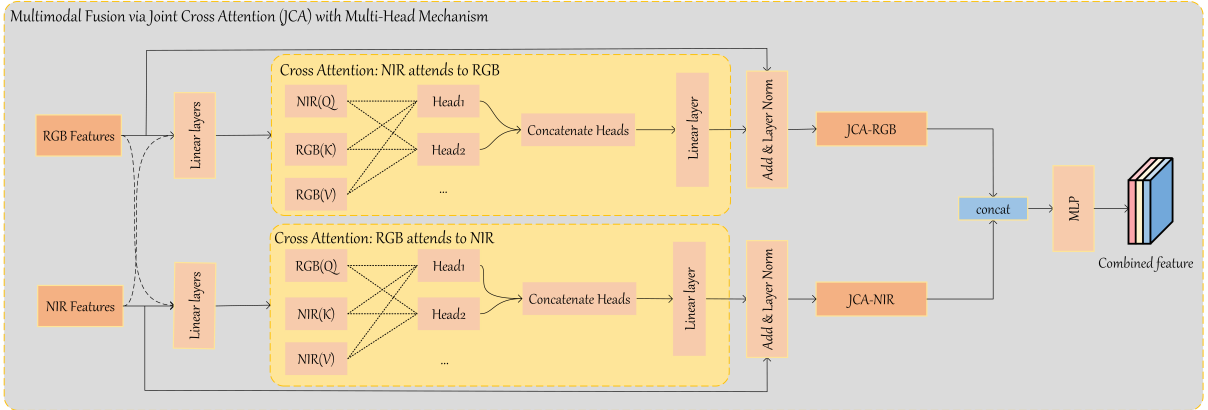 Multimodal Fusion via Joint Cross Attention (JCA) with Multi-Head Mechanism
RGB Features
Linear layers
Cross Attention: NIR attends to RGB
NIR(Q)
RGB(K)
RGB(V)
Head1
Head2
...
Concatenate Heads
Linear layer
Add & Layer Norm
JCA-RGB
NIR Features
Linear layers
Cross Attention: RGB attends to NIR
RGB(Q)
NIR(K)
NIR(V)
Head1
Head2
...
Concatenate Heads
Linear layer
Add & Layer Norm
JCA-NIR
concat
MLP
Combined feature